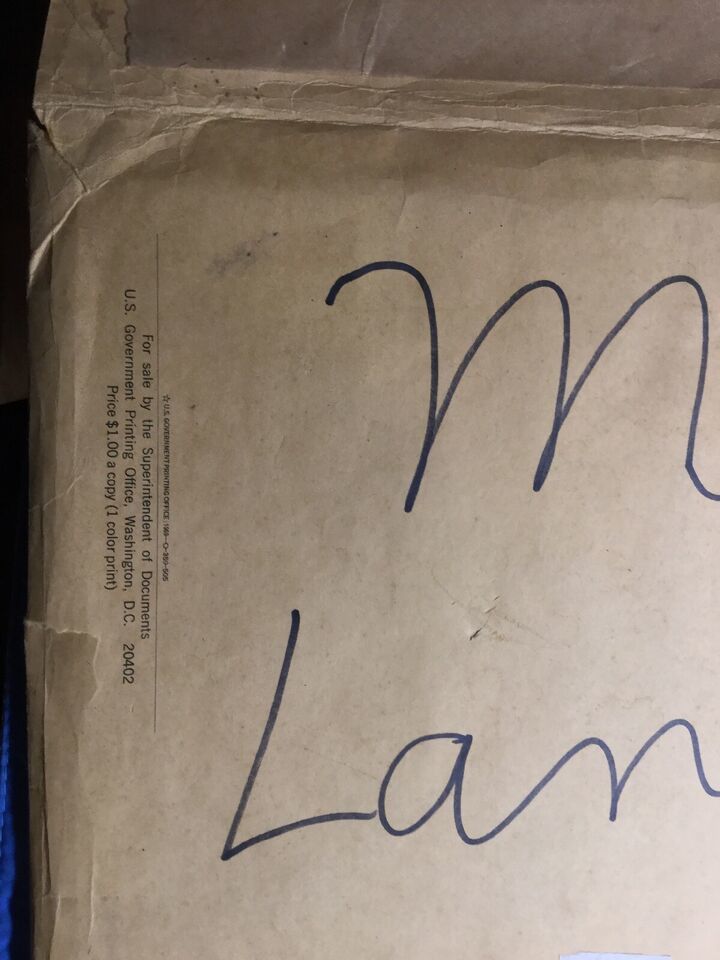 M
Lan
☆ U.S. GOVERNMENT PRINTING OFFICE: 1969—O
For sale by the Superintendent of Documents
U.S. Government Printing Office, Washington, D.C. 20402
Price $1.00 a copy (1 color print)